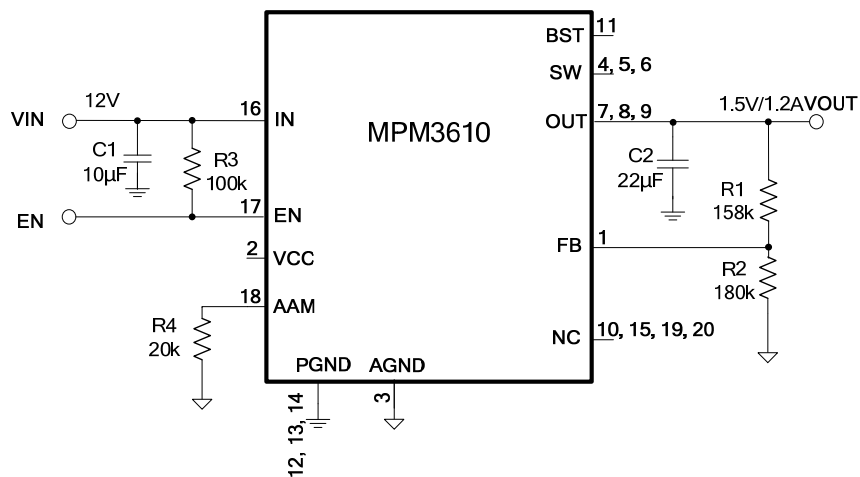 11
BST
4, 5, 6
SW
12V
1.5V/1.2AVOUT
VIN
16
IN
MPM3610
OUT
7, 8, 9
C1
10µF
R3
100k
C2
22µF
R1
158k
EN
17
EN
FB
1
2
VCC
R2
180k
18
AAM
R4
20k
NC
10, 15, 19, 20
PGND
AGND
12, 13, 14
3